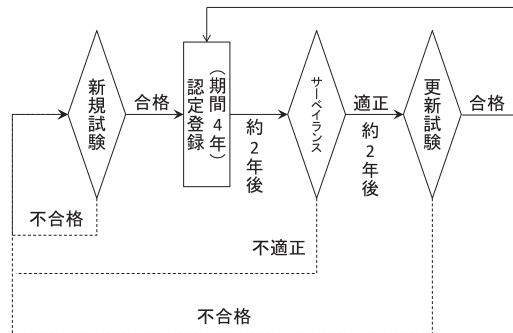 新規試験
合格
認定登録
（期間４年）
約２年後
サーベイランス
適正
約２年後
更新試験
合格
不合格
不適正
不合格